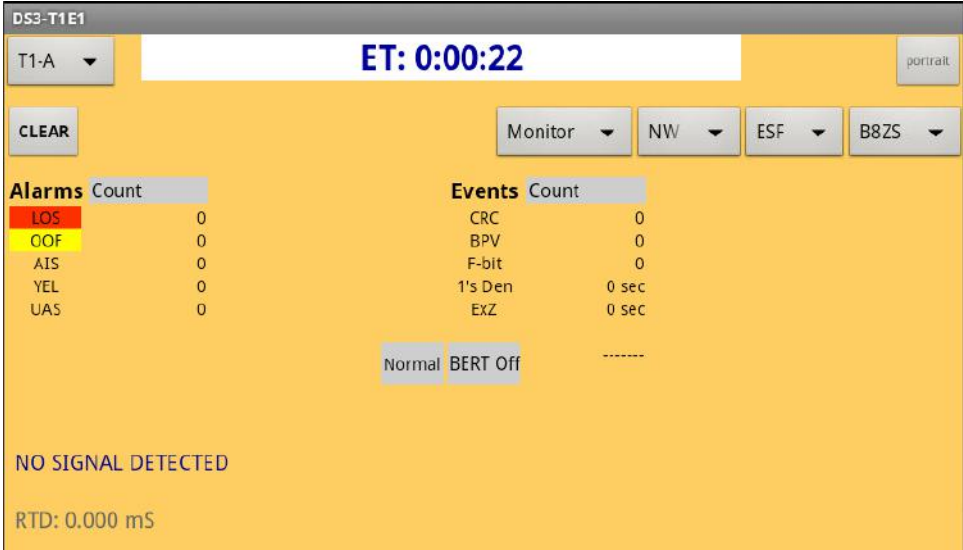 DS3-T1E1
T1-A ET: 0:00:22 portrait
CLEAR Monitor NW ESF B8ZS
Alarms Count Events Count
LOS 0 CRC 0
OOF 0 BPV 0
AIS 0 F-bit 0
YEL 0 1's Den 0 sec
UAS 0 ExZ 0 sec
Normal BERT Off -------
NO SIGNAL DETECTED
RTD: 0.000 mS